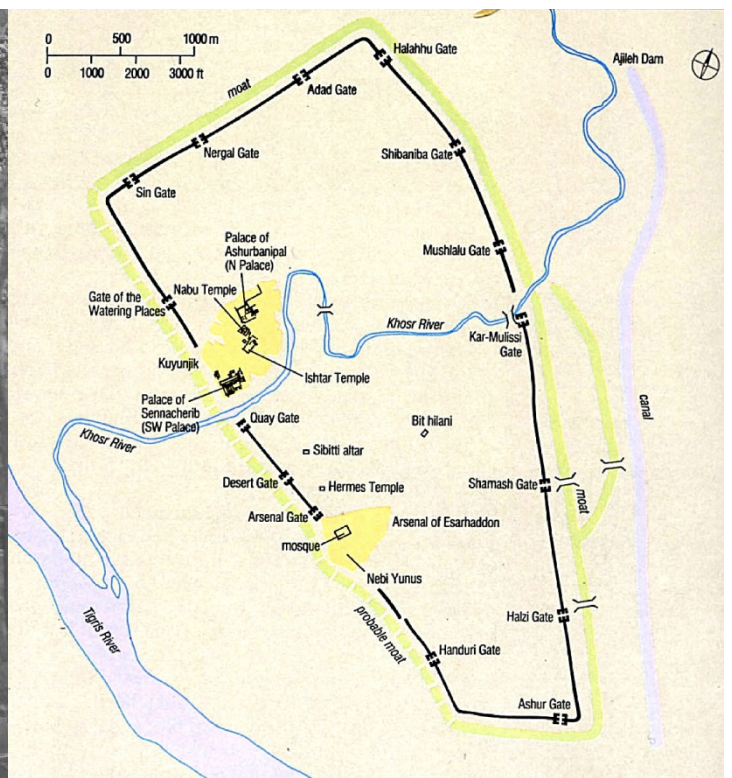 0 500 1000 m
0 1000 2000 3000 ft
Halahhu Gate
Ajileh Dam
moat
Adad Gate
Nergal Gate
Shibaniba Gate
Sin Gate
Palace of
Ashurbanipal
(N Palace)
Mushlalu Gate
Nabu Temple
Gate of the
Watering Places
Khosr River
Kar-Mulissi
Gate
Kuyunjik
Ishtar Temple
Palace of
Sennacherib
(SW Palace)
canal
Quay Gate
Bit hilani
Khosr River
Sibitti altar
Desert Gate
Hermes Temple
Shamash Gate
moat
Arsenal Gate
Arsenal of Esarhaddon
mosque
Nebi Yunus
Tigris River
probable moat
Halzi Gate
Handuri Gate
Ashur Gate